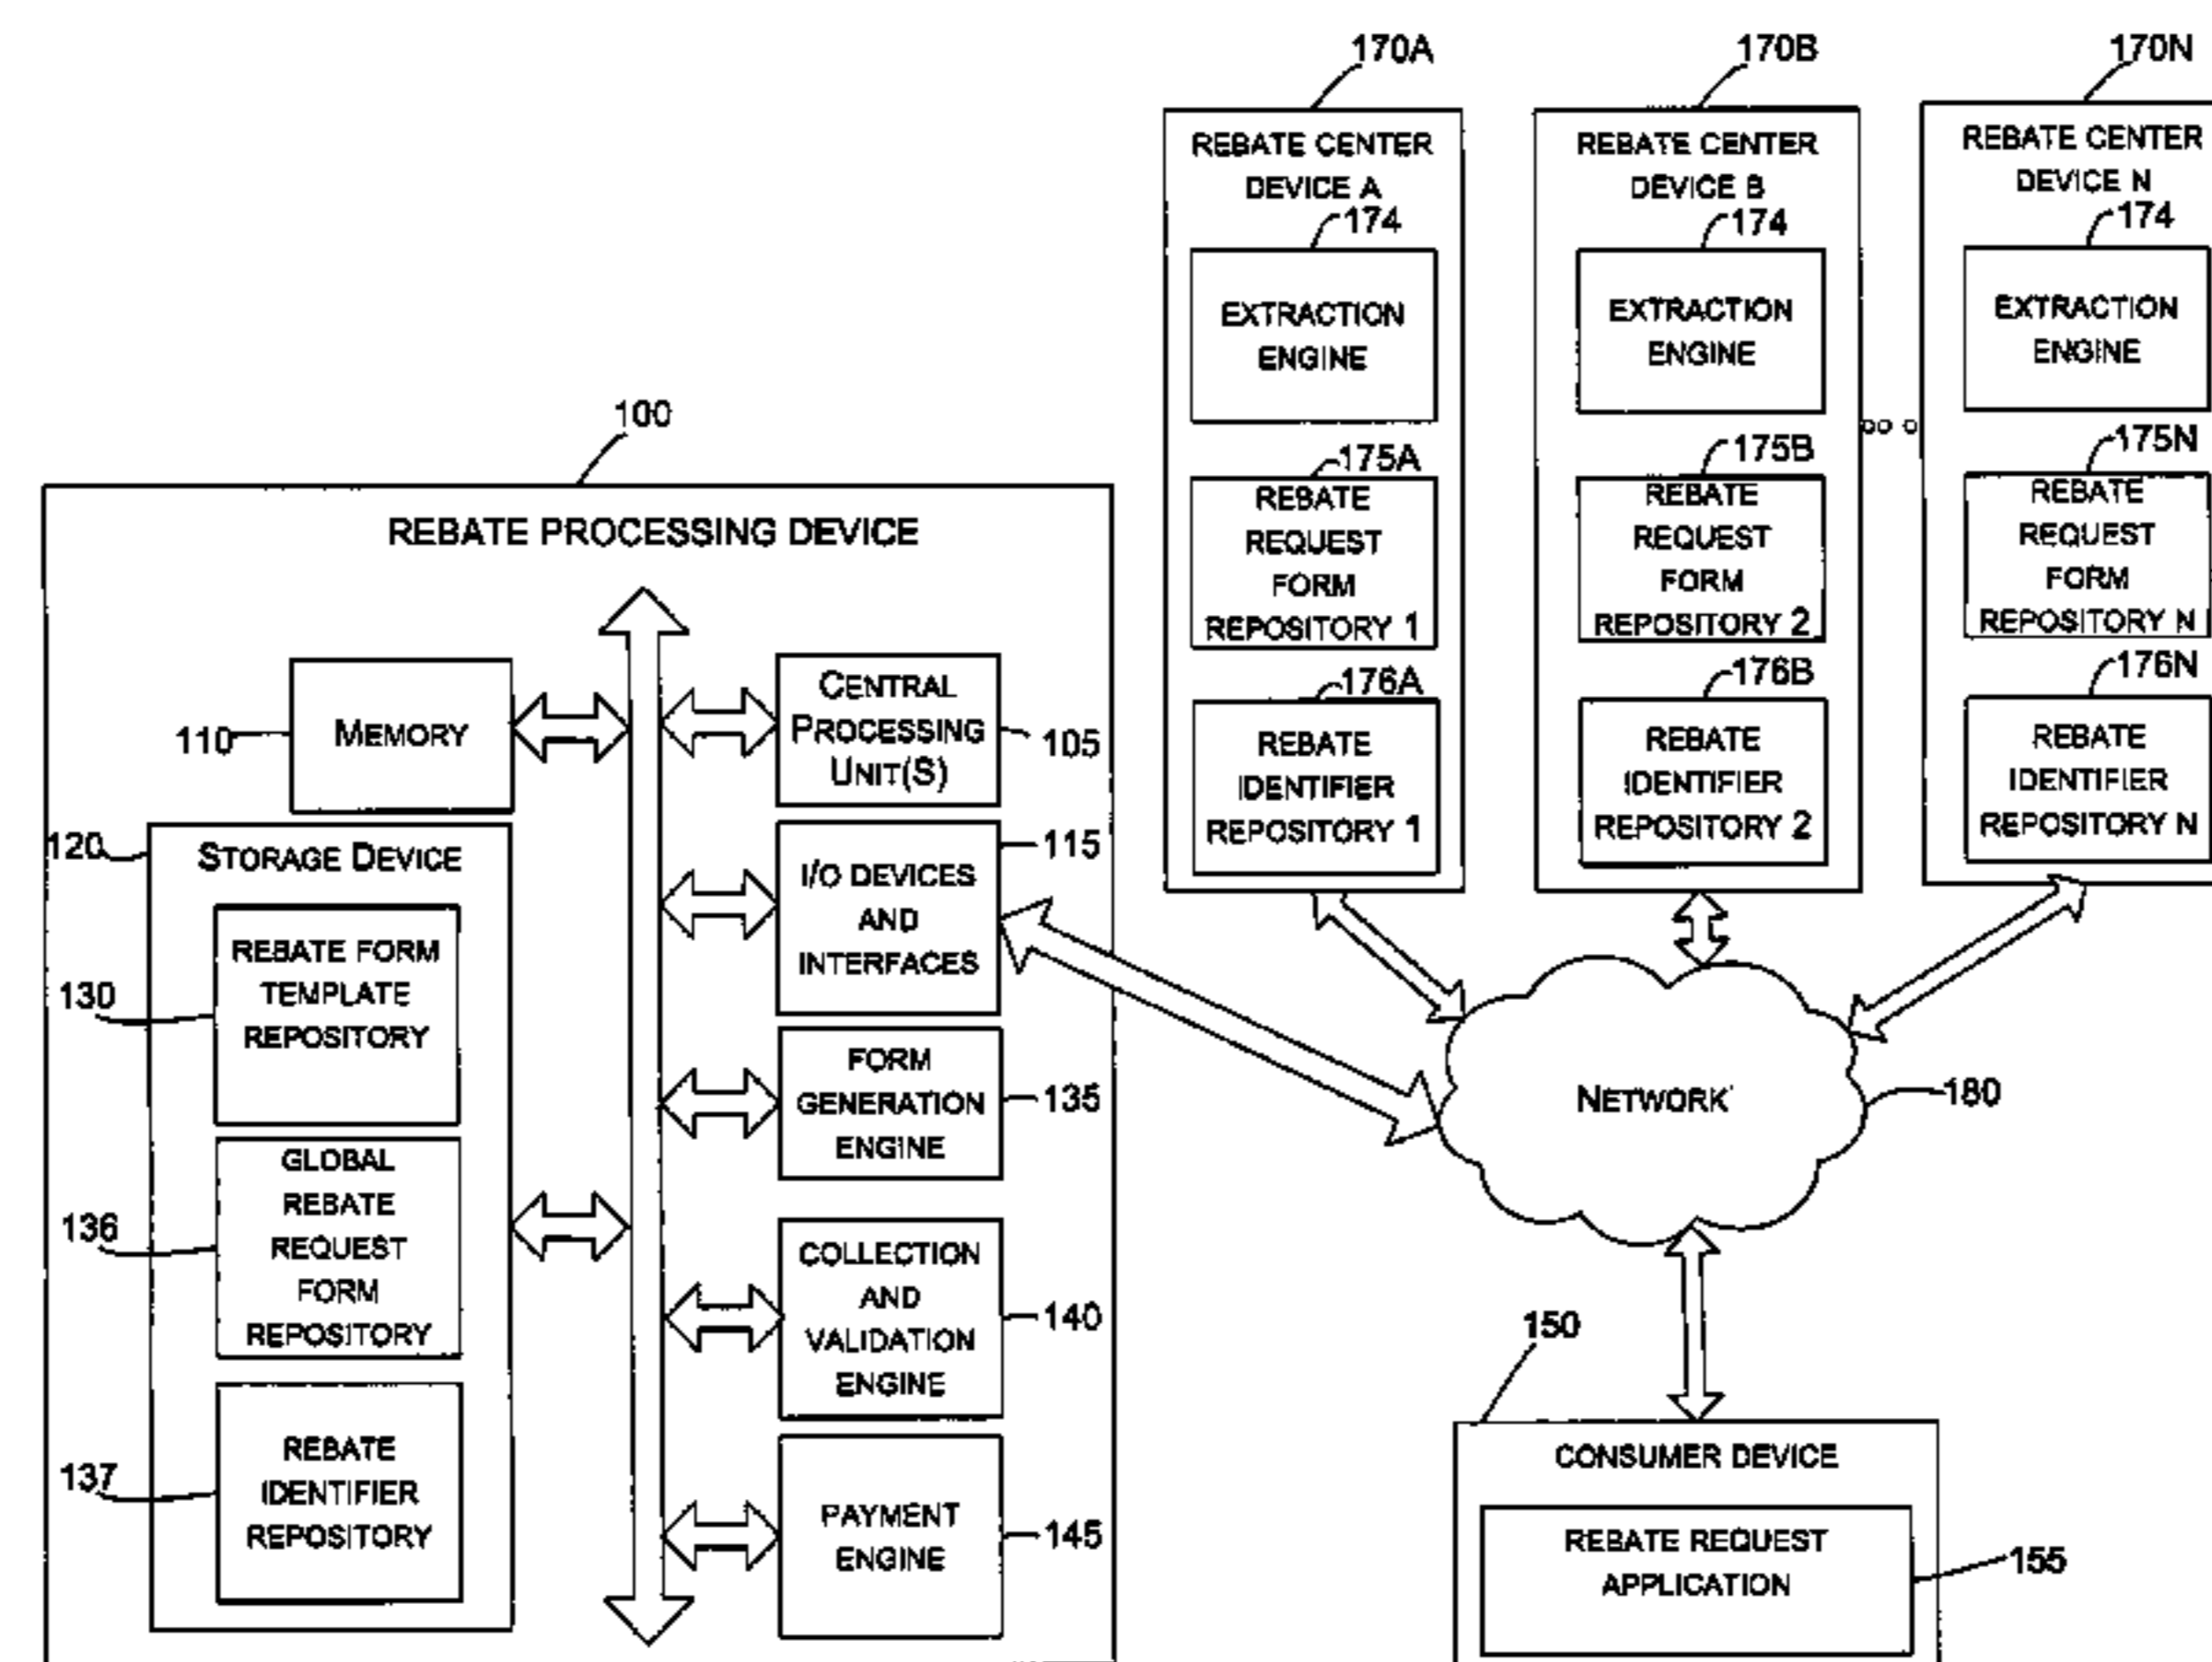 170A
170B
170N
REBATE CENTER
DEVICE A
174
EXTRACTION
ENGINE
175A
REBATE
REQUEST
FORM
REPOSITORY 1
176A
REBATE
IDENTIFIER
REPOSITORY 1
REBATE CENTER
DEVICE B
174
EXTRACTION
ENGINE
175B
REBATE
REQUEST
FORM
REPOSITORY 2
176B
REBATE
IDENTIFIER
REPOSITORY 2
REBATE CENTER
DEVICE N
174
EXTRACTION
ENGINE
175N
REBATE
REQUEST
FORM
REPOSITORY N
176N
REBATE
IDENTIFIER
REPOSITORY N
100
REBATE PROCESSING DEVICE
110
MEMORY
120
STORAGE DEVICE
130
REBATE FORM
TEMPLATE
REPOSITORY
136
GLOBAL
REBATE
REQUEST
FORM
REPOSITORY
137
REBATE
IDENTIFIER
REPOSITORY
CENTRAL
PROCESSING
UNIT(S)
105
I/O DEVICES
AND
INTERFACES
115
FORM
GENERATION
ENGINE
135
COLLECTION
AND
VALIDATION
ENGINE
140
PAYMENT
ENGINE
145
NETWORK
180
150
CONSUMER DEVICE
REBATE REQUEST
APPLICATION
155